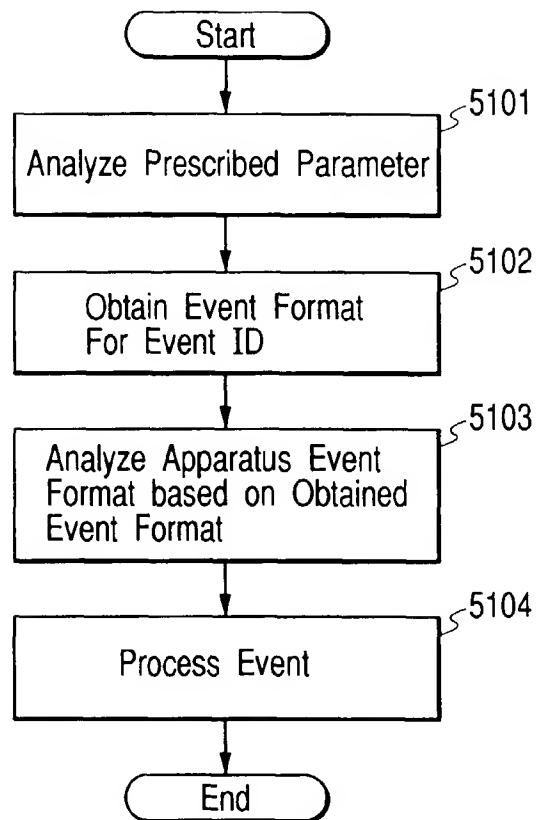 Start
5101
Analyze Prescribed Parameter
5102
Obtain Event Format
For Event ID
5103
Analyze Apparatus Event
Format based on Obtained
Event Format
5104
Process Event
End